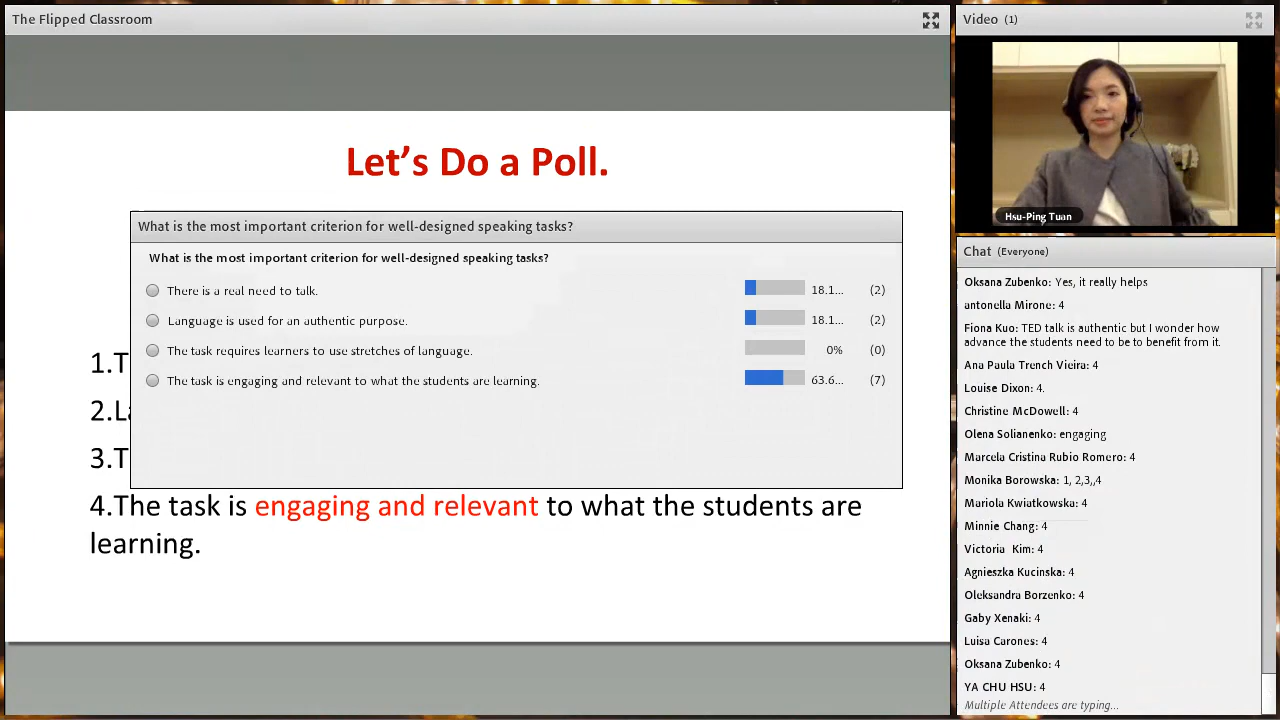 The Flipped Classroom
Let's Do a Poll.
What is the most important criterion for well-designed speaking tasks?
What is the most important criterion for well-designed speaking tasks?
There is a real need to talk. 18.1... (2)
Language is used for an authentic purpose. 18.1... (2)
The task requires learners to use stretches of language. 0% (0)
The task is engaging and relevant to what the students are learning. 63.6... (7)
1.T
2.La
3.T
4.The task is engaging and relevant to what the students are
learning.
Video (1)
Hsu-Ping Tuan
Chat (Everyone)
Oksana Zubenko: Yes, it really helps
antonella Mirone: 4
Fiona Kuo: TED talk is authentic but I wonder how
advance the students need to be to benefit from it.
Ana Paula Trench Vieira: 4
Louise Dixon: 4.
Christine McDowell: 4
Olena Solianenko: engaging
Marcela Cristina Rubio Romero: 4
Monika Borowska: 1, 2,3,,4
Mariola Kwiatkowska: 4
Minnie Chang: 4
Victoria Kim: 4
Agnieszka Kucinska: 4
Oleksandra Borzenko: 4
Gaby Xenaki: 4
Luisa Carones: 4
Oksana Zubenko: 4
YA CHU HSU: 4
Multiple Attendees are typing...